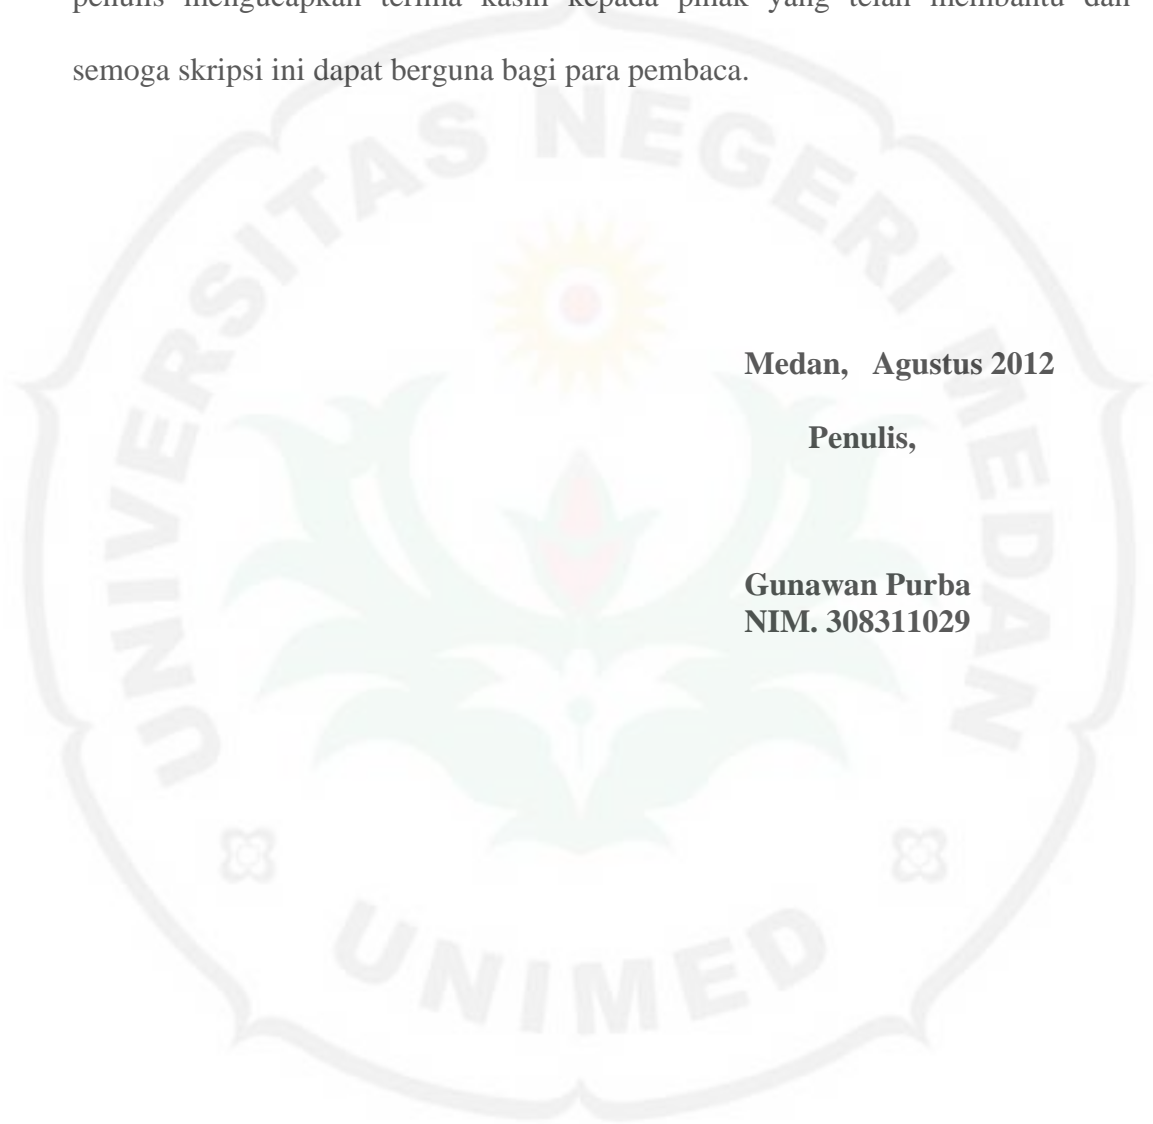 penulis mengucapkan terima kasih kepada pihak yang telah membantu dan
semoga skripsi ini dapat berguna bagi para pembaca.
UNIVERSITAS NEGERI MEDAN
Medan, Agustus 2012
Penulis,
Gunawan Purba
NIM. 308311029
UNIMED